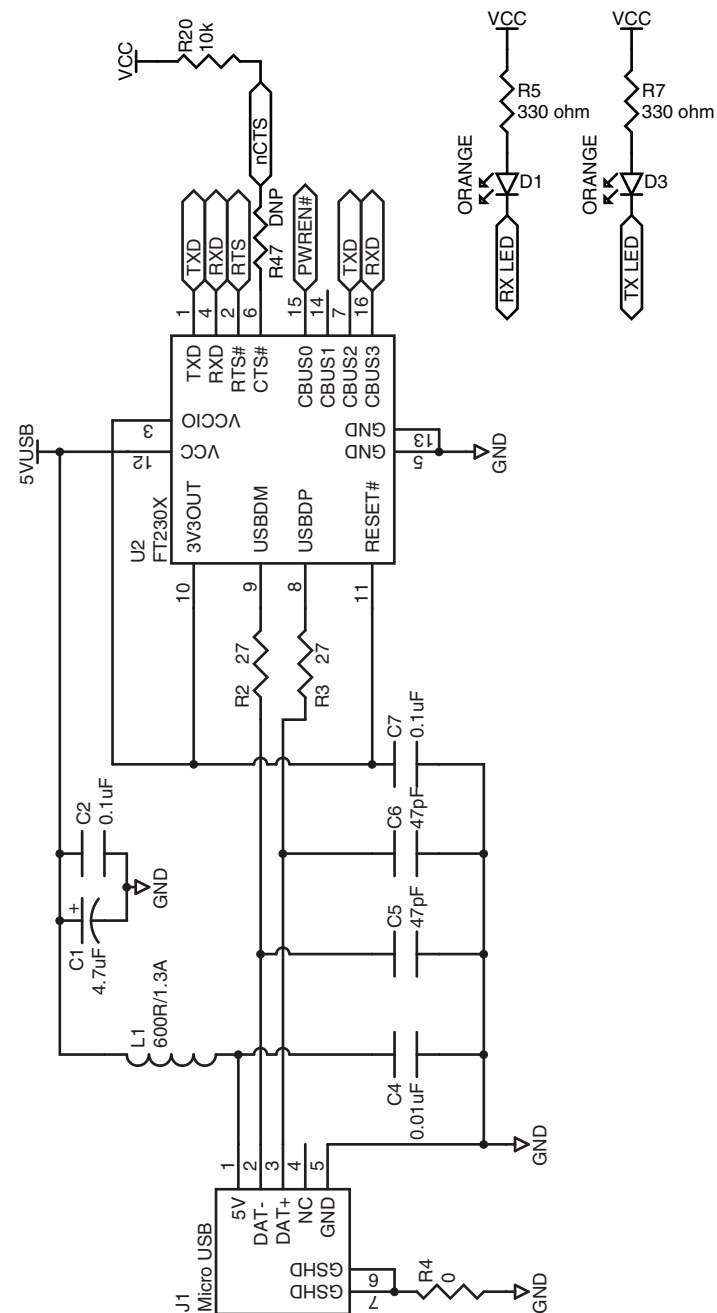 VCC
R20
10k
nCTS
R47
DNP
TXD
RXD
RTS
PWREN#
TXD
RXD
1
4
2
6
15
14
7
16
TXD
RXD
RTS#
CTS#
CBUS0
CBUS1
CBUS2
CBUS3
VCCIO
3
VCC
12
GND
13
GND
5
GND
5VUSB
U2
FT230X
3V3OUT
USBDM
USBDP
RESET#
10
9
8
11
R2
27
R3
27
C2
0.1uF
C1
+
4.7uF
GND
L1
600R/1.3A
C7
0.1uF
C6
47pF
C5
47pF
C4
0.01uF
GND
J1
Micro USB
5V
DAT-
DAT+
NC
GND
1
2
3
4
5
GSHD
6
GSHD
7
R4
0
GND
VCC
R5
330 ohm
ORANGE
D1
RX LED
VCC
R7
330 ohm
ORANGE
D3
TX LED